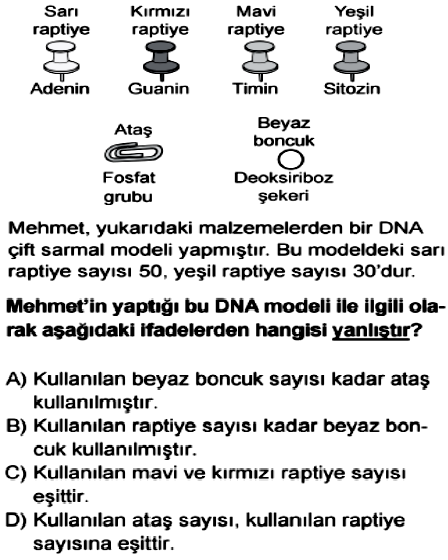 Sarı raptiye Kırmızı raptiye Mavi raptiye Yeşil raptiye
Adenin Guanin Timin Sitozin
Ataş Beyaz boncuk
Fosfat grubu Deoksiriboz şekeri
Mehmet, yukarıdaki malzemelerden bir DNA
çift sarmal modeli yapmıştır. Bu modeldeki sarı
raptiye sayısı 50, yeşil raptiye sayısı 30'dur.
Mehmet'in yaptığı bu DNA modeli ile ilgili ola-
rak aşağıdaki ifadelerden hangisi yanlıştır?
A) Kullanılan beyaz boncuk sayısı kadar ataş
kullanılmıştır.
B) Kullanılan raptiye sayısı kadar beyaz bon-
cuk kullanılmıştır.
C) Kullanılan mavi ve kırmızı raptiye sayısı
eşittir.
D) Kullanılan ataş sayısı, kullanılan raptiye
sayısına eşittir.